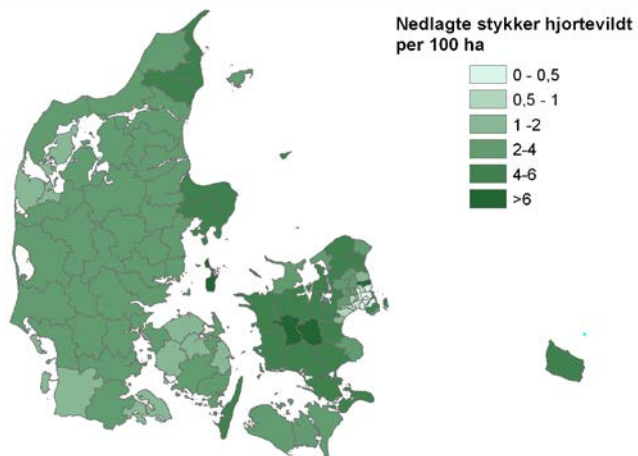 Nedlagte stykker hjortevildt
per 100 ha
0 - 0,5
0,5 - 1
1 -2
2-4
4-6
>6